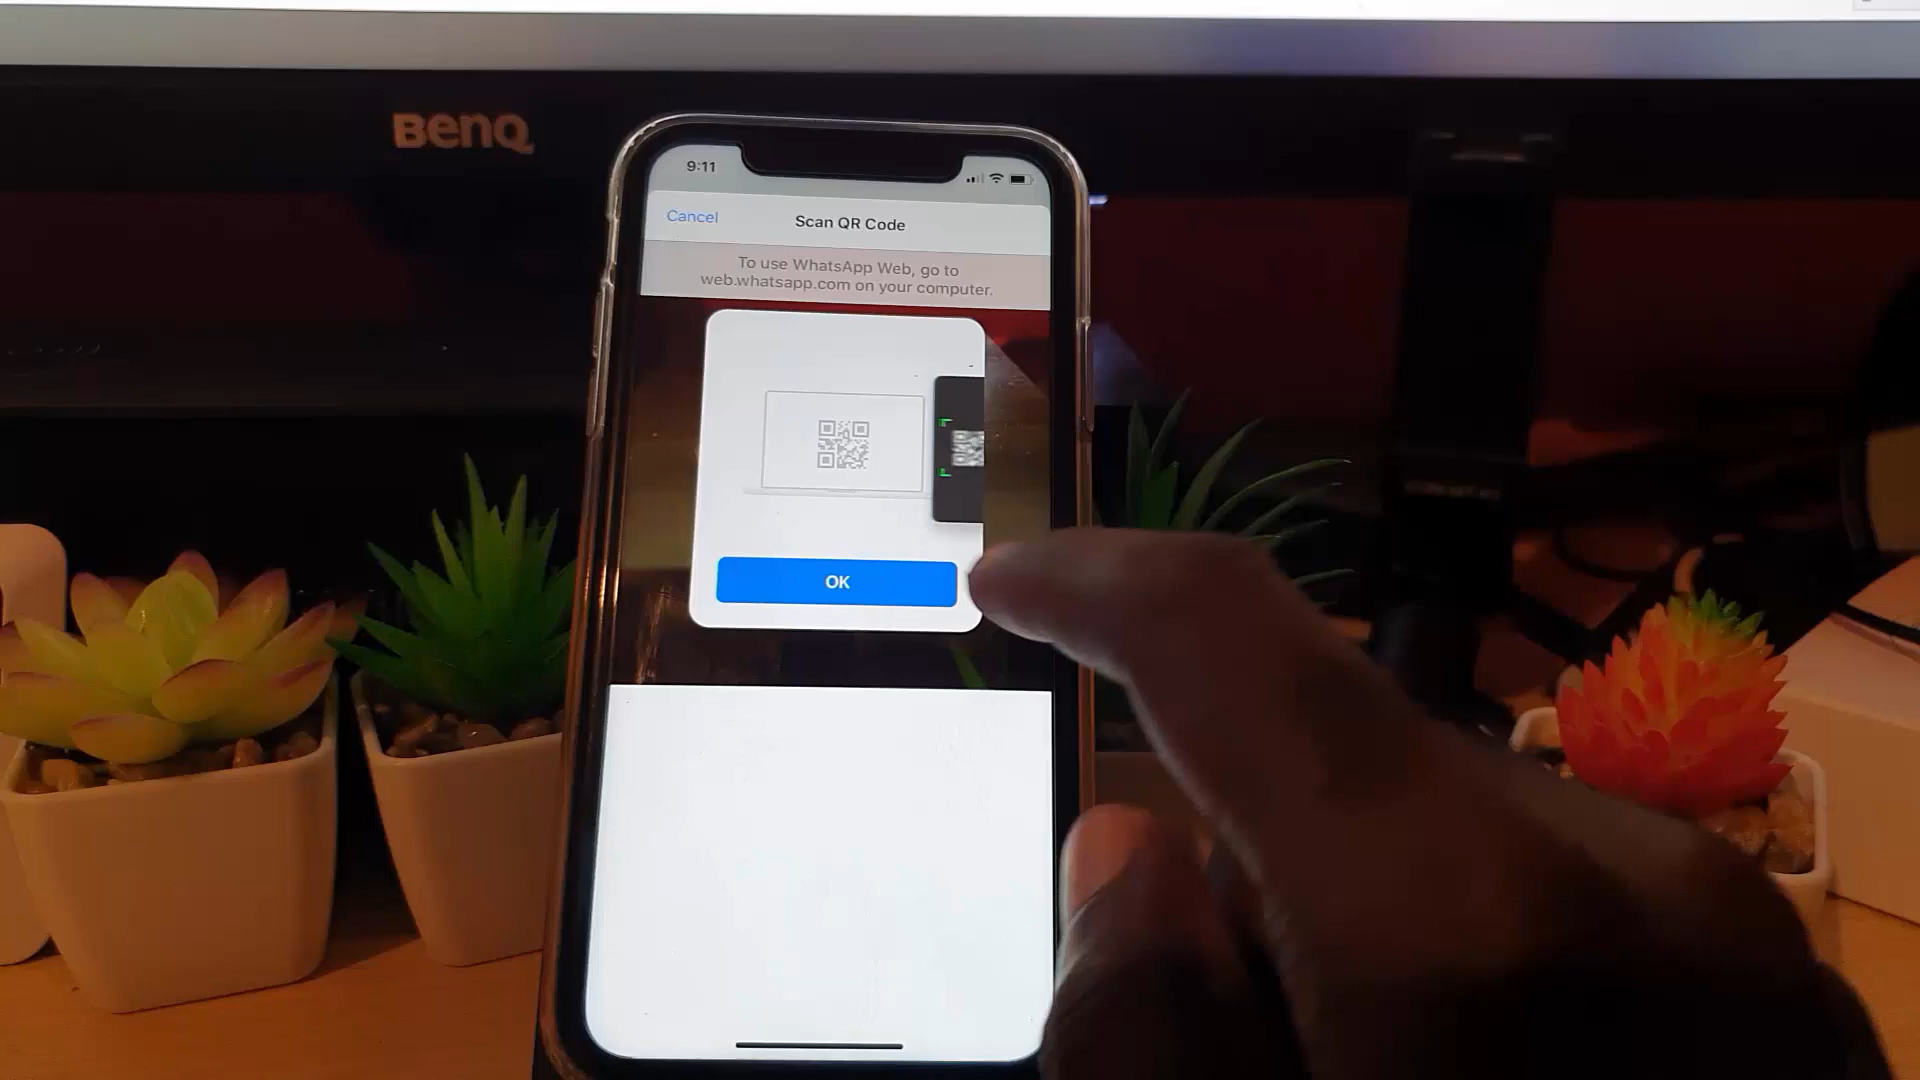 BenQ
9:11
Cancel
Scan QR Code
To use WhatsApp Web, go to
web.whatsapp.com on your computer.
OK